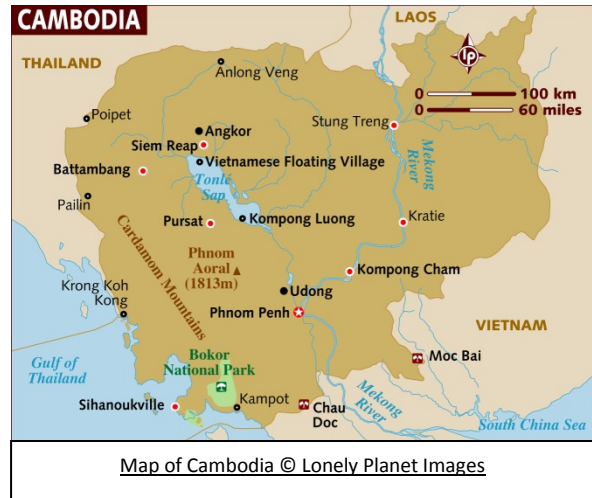 CAMBODIA
LAOS
THAILAND
Anlong Veng
lp
0 100 km
0 60 miles
Poipet
Angkor
Stung Treng
Siem Reap
Vietnamese Floating Village
Battambang
Tonlé
Sap
Mekong
River
Pailin
Pursat
Kompong Luong
Kratie
Cardamom Mountains
Phnom
Aoral
(1813m)
Kompong Cham
Krong Koh
Kong
Udong
Phnom Penh
VIETNAM
Gulf of
Thailand
Bokor
National Park
Moc Bai
Sihanoukville
Kampot
Chau
Doc
Mekong
River
South China Sea
Map of Cambodia © Lonely Planet Images